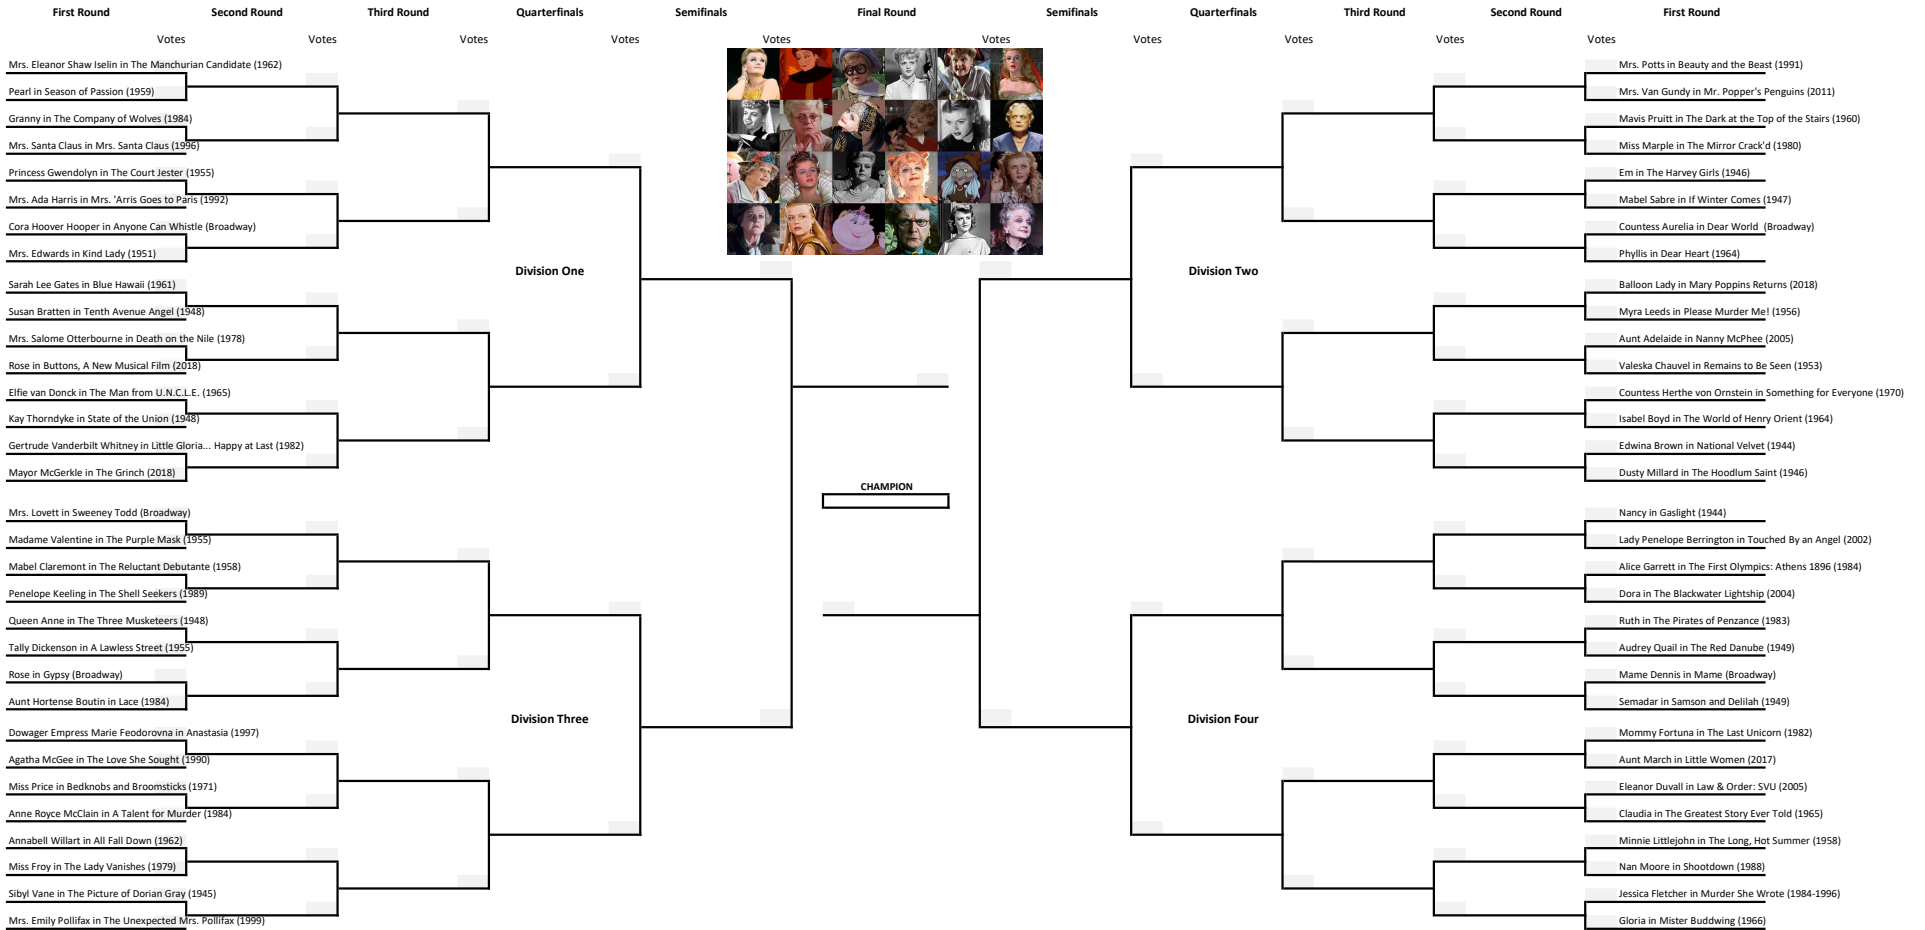 First Round
Second Round
Third Round
Quarterfinals
Semifinals
Final Round
Semifinals
Quarterfinals
Third Round
Second Round
First Round
Votes
Votes
Votes
Votes
Votes
Votes
Votes
Votes
Votes
Votes
Mrs. Eleanor Shaw Iselin in The Manchurian Candidate (1962)
Pearl in Season of Passion (1959)
Granny in The Company of Wolves (1984)
Mrs. Santa Claus in Mrs. Santa Claus (1996)
Princess Gwendolyn in The Court Jester (1955)
Mrs. Ada Harris in Mrs. 'Arris Goes to Paris (1992)
Cora Hoover Hooper in Anyone Can Whistle (Broadway)
Mrs. Edwards in Kind Lady (1951)
Division One
Sarah Lee Gates in Blue Hawaii (1961)
Susan Bratten in Tenth Avenue Angel (1948)
Mrs. Salome Otterbourne in Death on the Nile (1978)
Rose in Buttons, A New Musical Film (2018)
Elfie van Donck in The Man from U.N.C.L.E. (1965)
Kay Thorndyke in State of the Union (1948)
Gertrude Vanderbilt Whitney in Little Gloria... Happy at Last (1982)
Mayor McGerkle in The Grinch (2018)
Mrs. Lovett in Sweeney Todd (Broadway)
Madame Valentine in The Purple Mask (1955)
Mabel Claremont in The Reluctant Debutante (1958)
Penelope Keeling in The Shell Seekers (1989)
Queen Anne in The Three Musketeers (1948)
Tally Dickenson in A Lawless Street (1955)
Rose in Gypsy (Broadway)
Aunt Hortense Boutin in Lace (1984)
Division Three
Dowager Empress Marie Feodorovna in Anastasia (1997)
Agatha McGee in The Love She Sought (1990)
Miss Price in Bedknobs and Broomsticks (1971)
Anne Royce McClain in A Talent for Murder (1984)
Annabell Willart in All Fall Down (1962)
Miss Froy in The Lady Vanishes (1979)
Sibyl Vane in The Picture of Dorian Gray (1945)
Mrs. Emily Pollifax in The Unexpected Mrs. Pollifax (1999)
CHAMPION
Mrs. Potts in Beauty and the Beast (1991)
Mrs. Van Gundy in Mr. Popper's Penguins (2011)
Mavis Pruitt in The Dark at the Top of the Stairs (1960)
Miss Marple in The Mirror Crack'd (1980)
Em in The Harvey Girls (1946)
Mabel Sabre in If Winter Comes (1947)
Countess Aurelia in Dear World (Broadway)
Phyllis in Dear Heart (1964)
Division Two
Balloon Lady in Mary Poppins Returns (2018)
Myra Leeds in Please Murder Me! (1956)
Aunt Adelaide in Nanny McPhee (2005)
Valeska Chauvel in Remains to Be Seen (1953)
Countess Herthe von Ornstein in Something for Everyone (1970)
Isabel Boyd in The World of Henry Orient (1964)
Edwina Brown in National Velvet (1944)
Dusty Millard in The Hoodlum Saint (1946)
Nancy in Gaslight (1944)
Lady Penelope Berrington in Touched By an Angel (2002)
Alice Garrett in The First Olympics: Athens 1896 (1984)
Dora in The Blackwater Lightship (2004)
Ruth in The Pirates of Penzance (1983)
Audrey Quail in The Red Danube (1949)
Mame Dennis in Mame (Broadway)
Semadar in Samson and Delilah (1949)
Division Four
Mommy Fortuna in The Last Unicorn (1982)
Aunt March in Little Women (2017)
Eleanor Duvall in Law & Order: SVU (2005)
Claudia in The Greatest Story Ever Told (1965)
Minnie Littlejohn in The Long, Hot Summer (1958)
Nan Moore in Shootdown (1988)
Jessica Fletcher in Murder She Wrote (1984-1996)
Gloria in Mister Buddwing (1966)